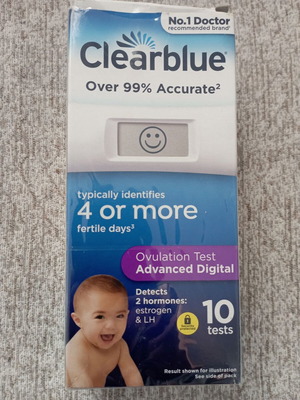 No.1 Doctor
recommended brand¹
Clearblue®
Over 99% Accurate²
typically identifies
4 or more
fertile days³
Ovulation Test
Advanced Digital
Detects
2 hormones:
estrogen
& LH
10
tests
Result shown for illustration
See side of pack